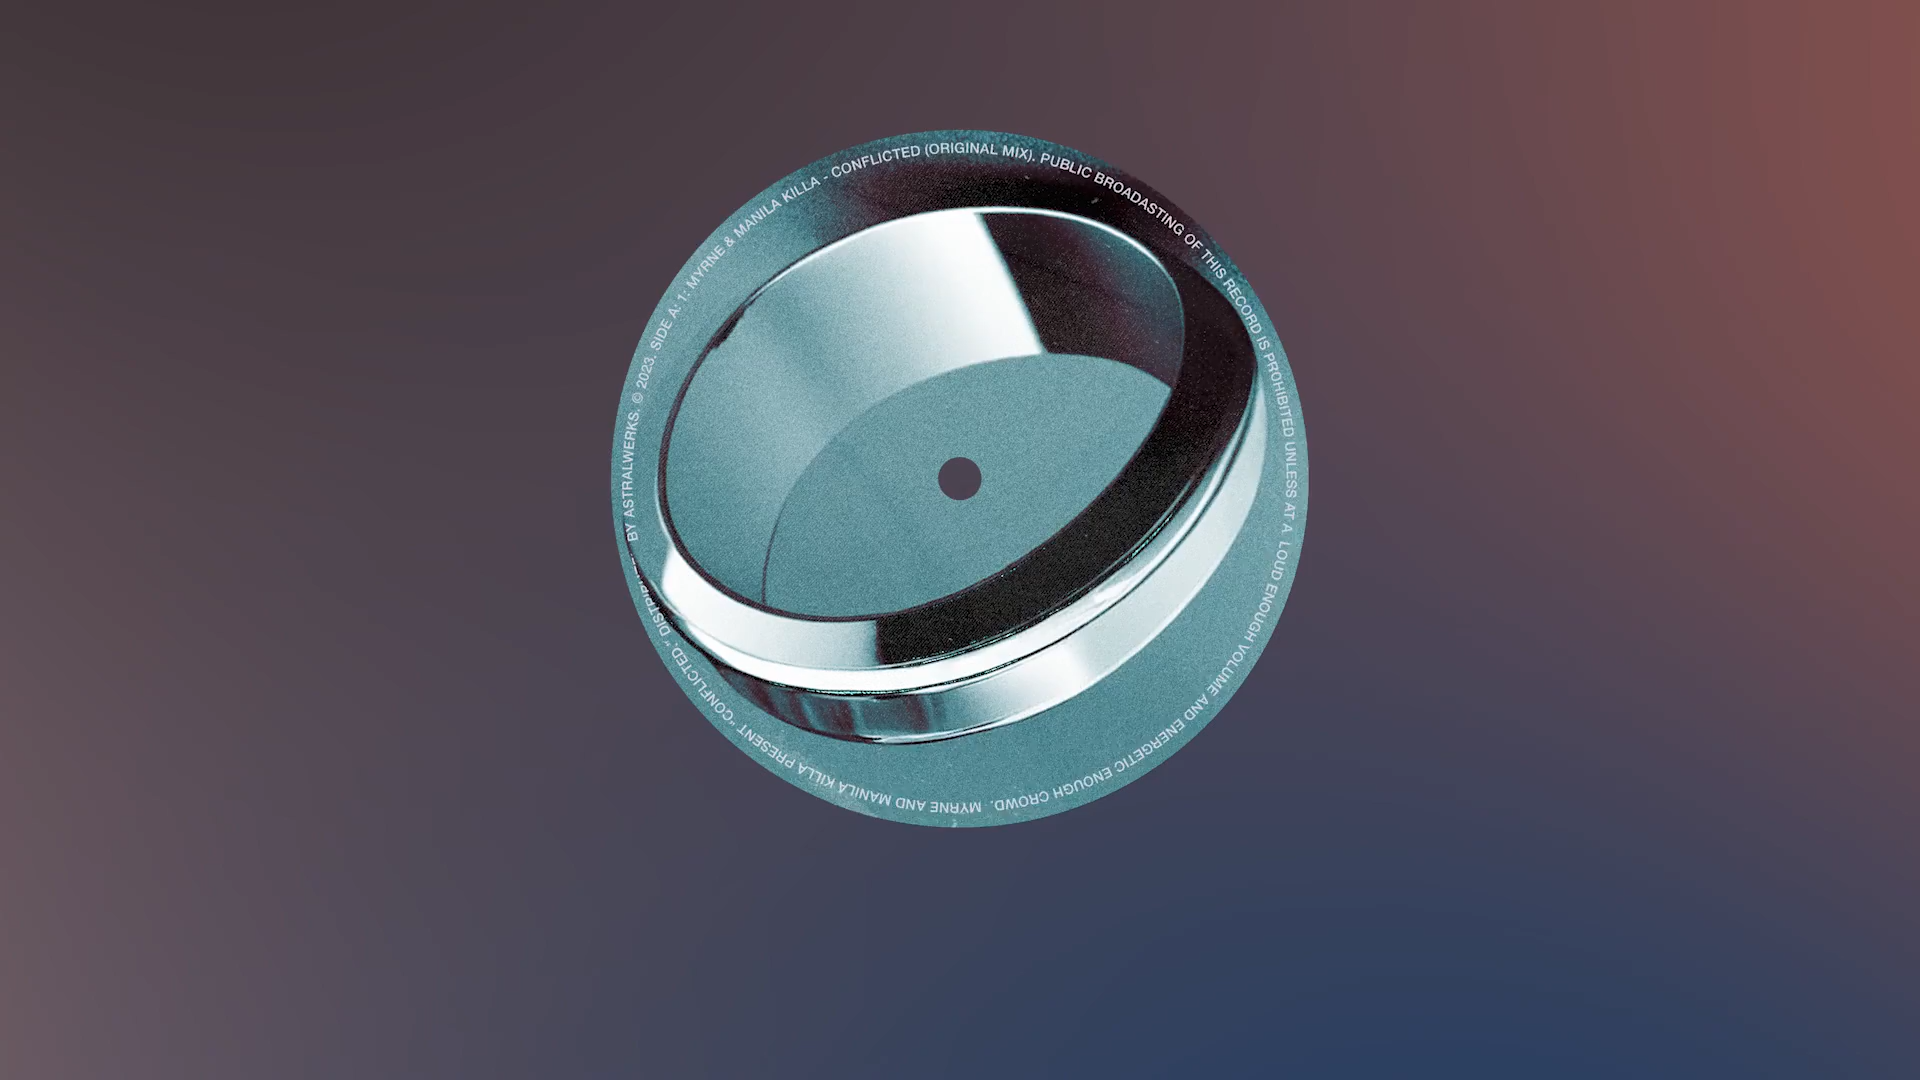 MYRNE AND MANILA KILLA PRESENT "CONFLICTED." BY ASTRALWERKS. © 2023. SIDE A: 1: MYRNE & MANILA KILLA - CONFLICTED (ORIGINAL MIX). PUBLIC BROADASTING OF THIS RECORD IS PROHIBITED UNLESS AT A LOUD ENOUGH VOLUME AND ENERGETIC ENOUGH CROWD.